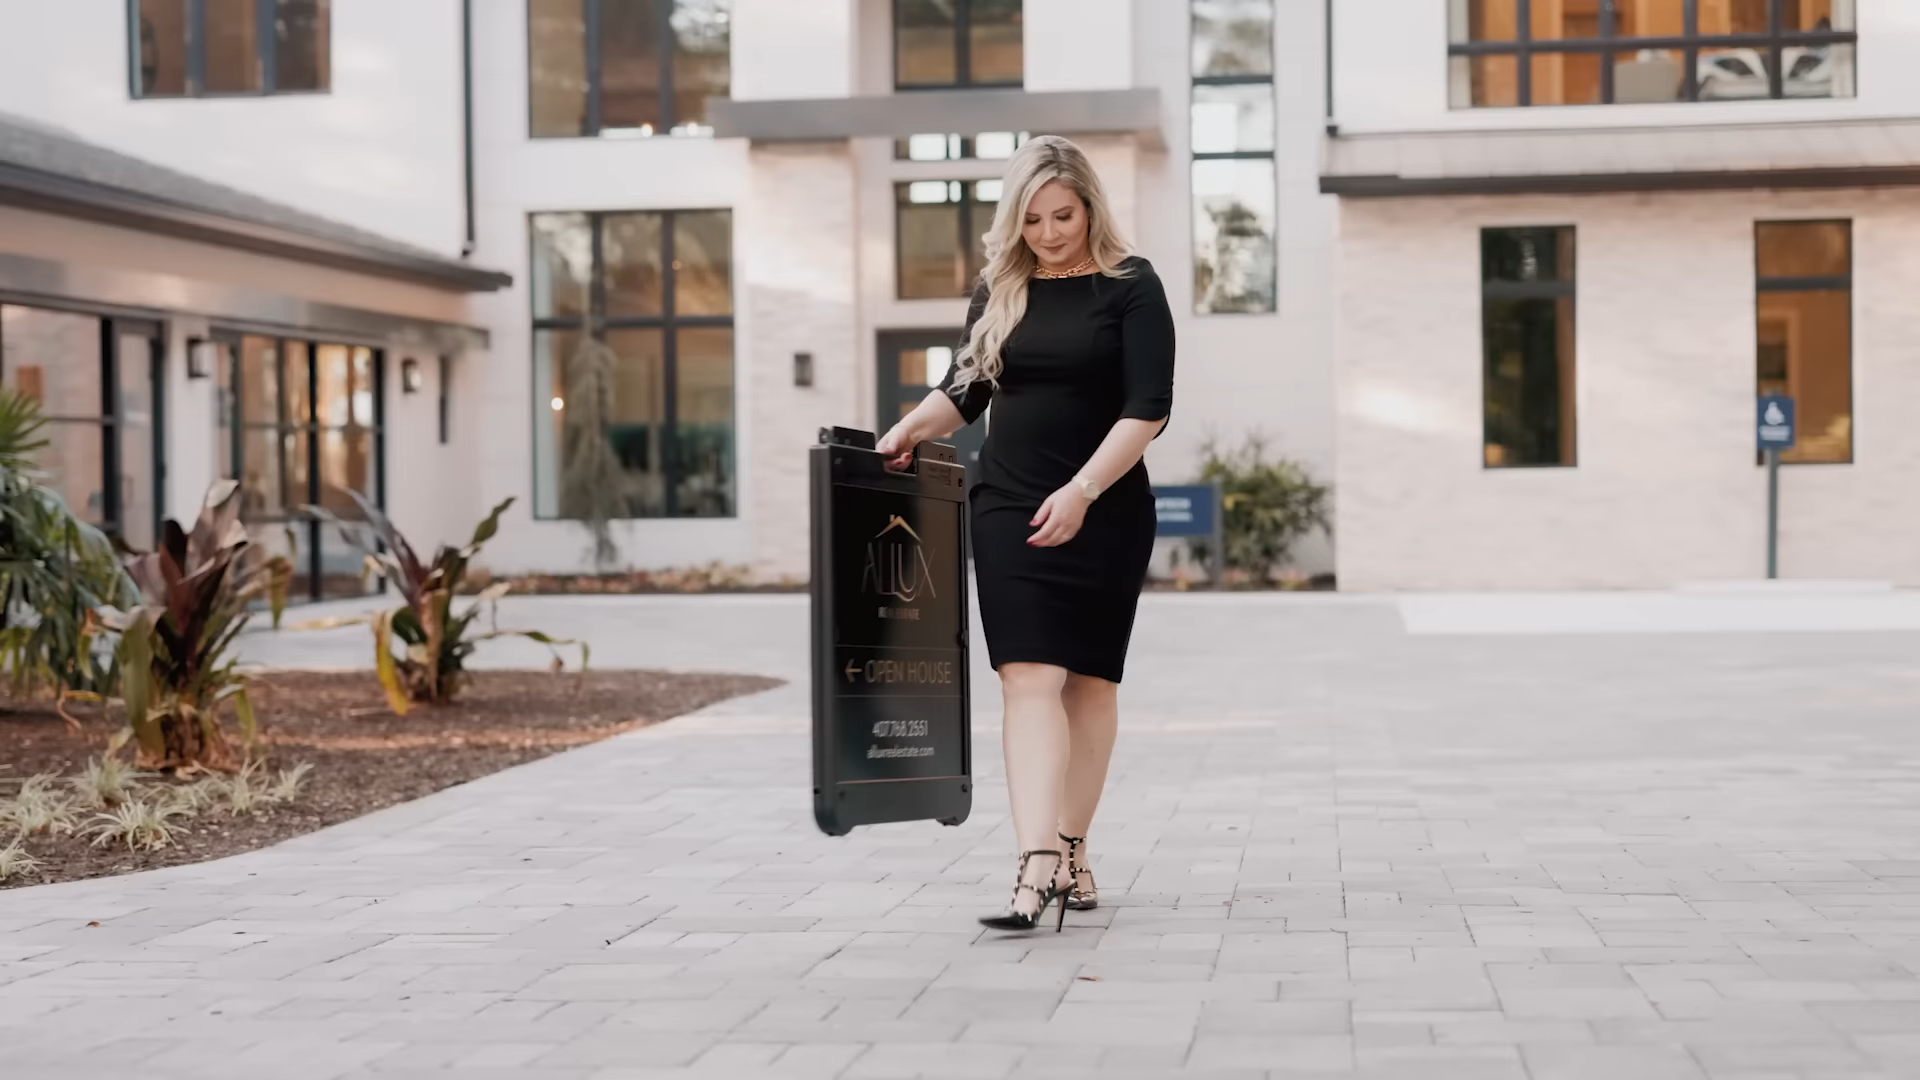 ALLUX
REAL ESTATE
← OPEN HOUSE
407.768.2551
alluxrealestate.com